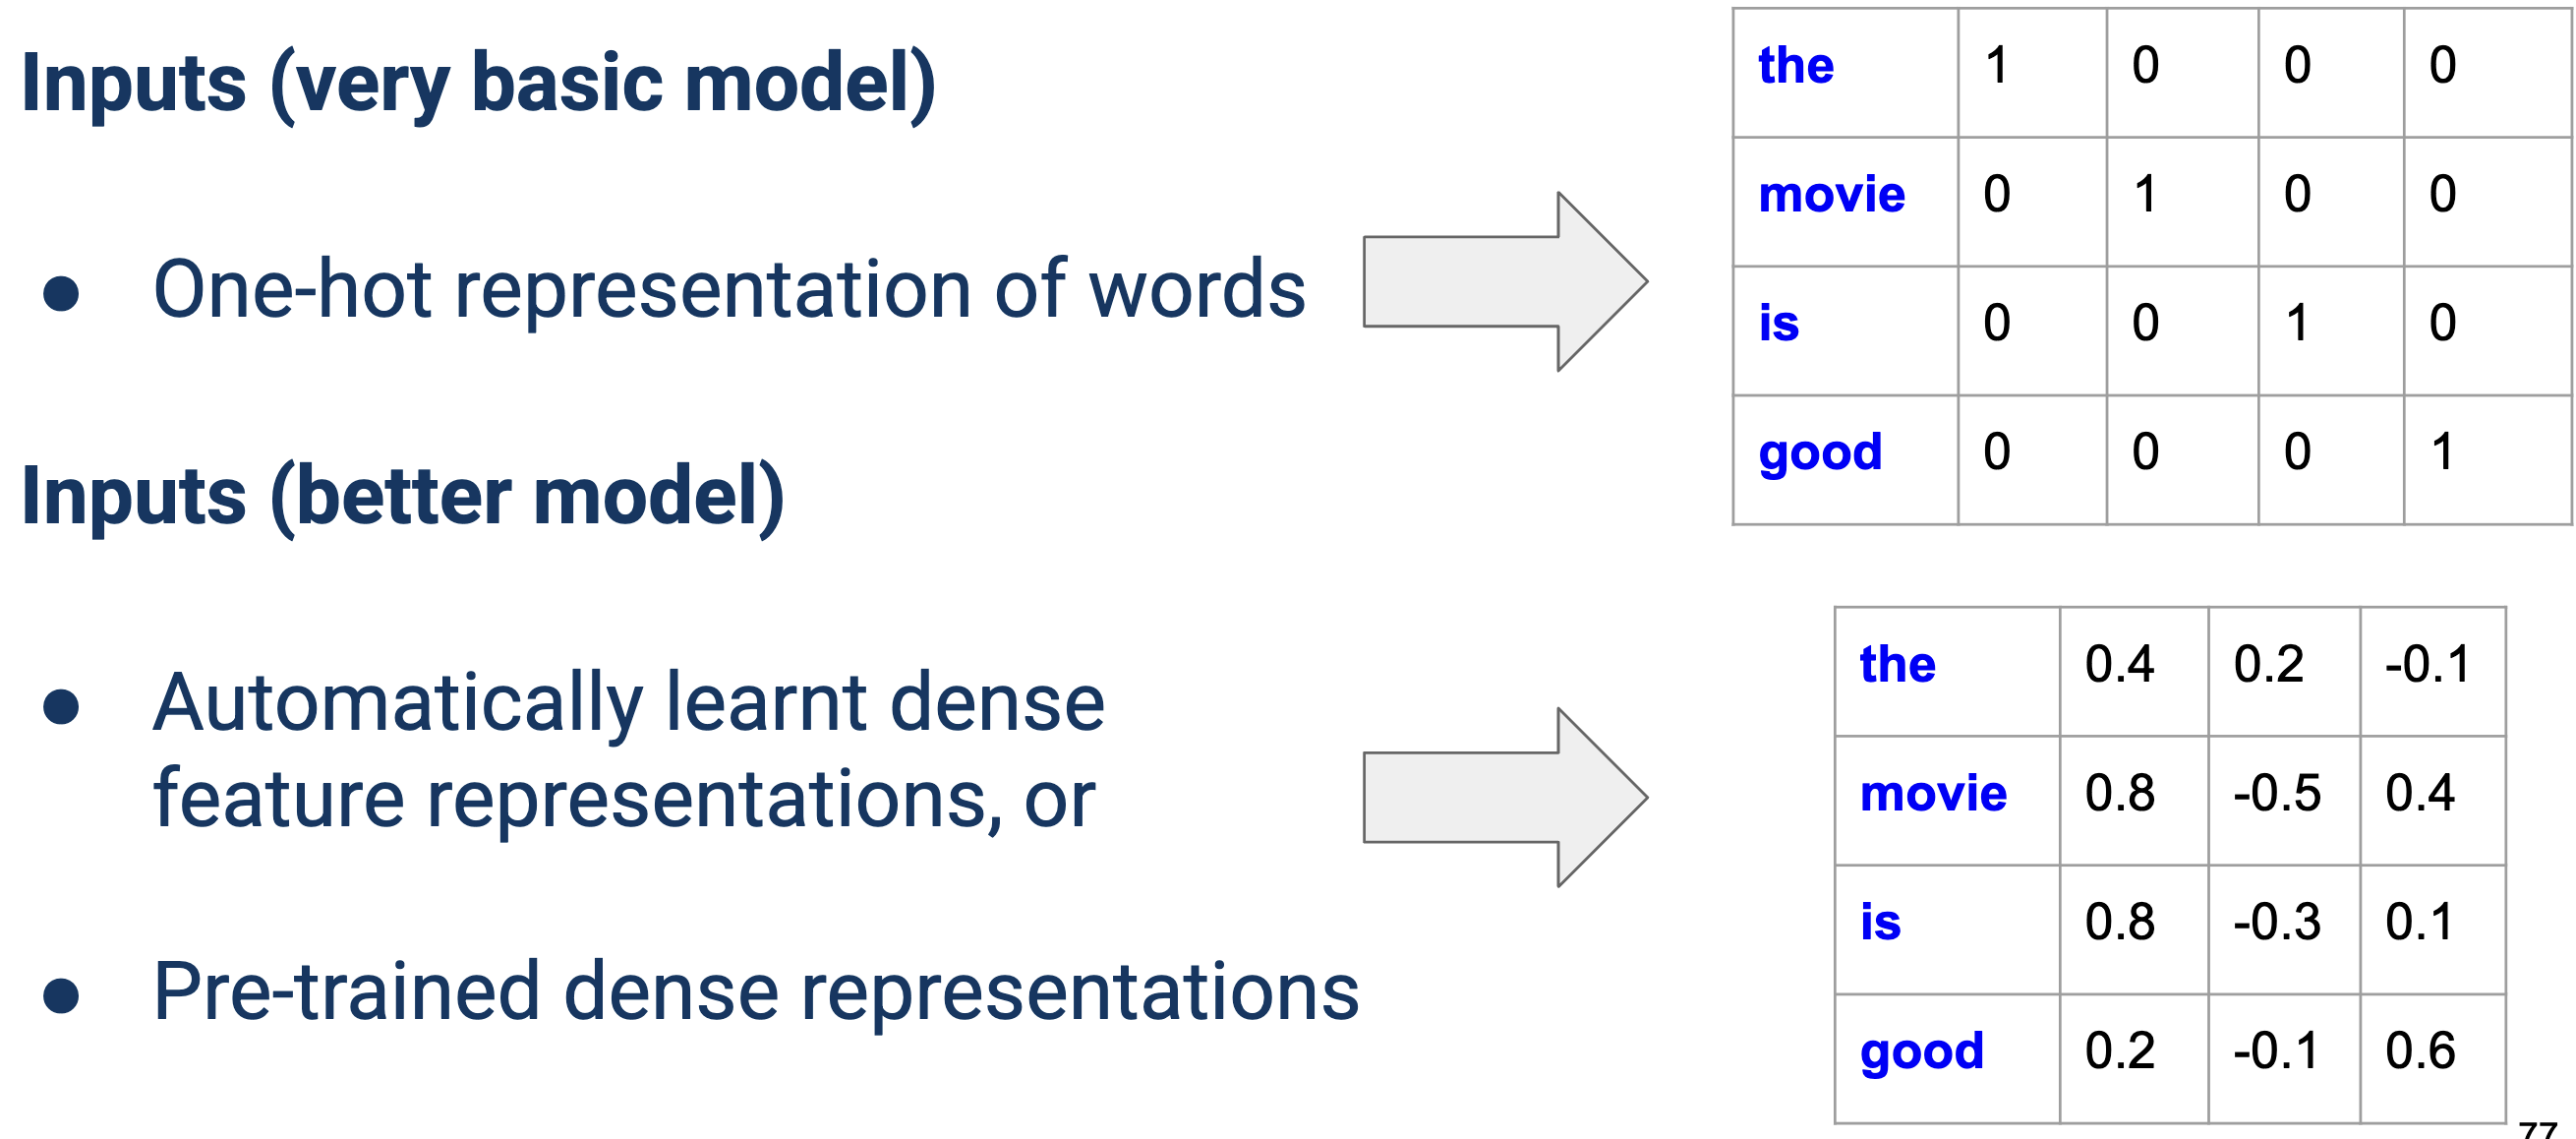 Inputs (very basic model)
● One-hot representation of words
the 1 0 0 0
movie 0 1 0 0
is 0 0 1 0
good 0 0 0 1
Inputs (better model)
● Automatically learnt dense
feature representations, or
● Pre-trained dense representations
the 0.4 0.2 -0.1
movie 0.8 -0.5 0.4
is 0.8 -0.3 0.1
good 0.2 -0.1 0.6
77